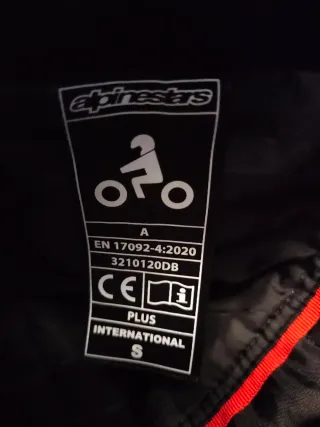 alpinestars
A
EN 17092-4:2020
3210120DB
CE i
PLUS
INTERNATIONAL
S